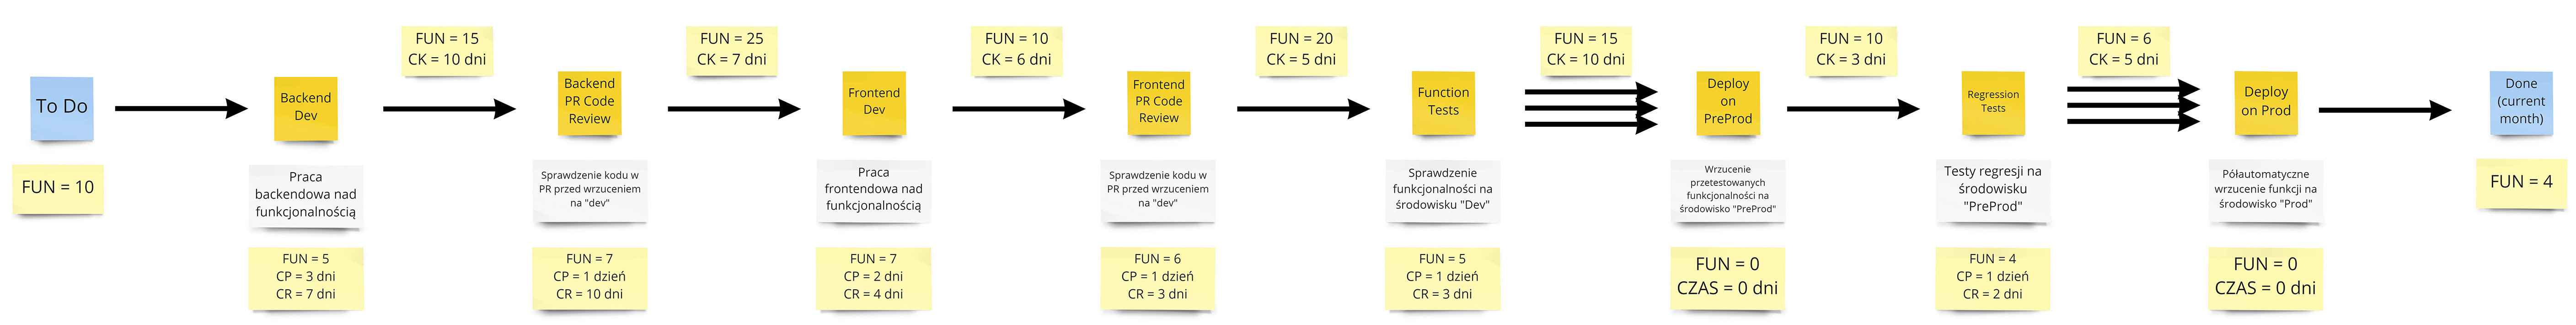 FUN = 15
CK = 10 dni
FUN = 25
CK = 7 dni
FUN = 10
CK = 6 dni
FUN = 20
CK = 5 dni
FUN = 15
CK = 10 dni
FUN = 10
CK = 3 dni
FUN = 6
CK = 5 dni
To Do
Backend
Dev
Backend
PR Code
Review
Frontend
Dev
Frontend
PR Code
Review
Function
Tests
Deploy
on
PreProd
Regression
Tests
Deploy
on Prod
Done
(current
month)
FUN = 10
Praca
backendowa nad
funkcjonalnością
Sprawdzenie kodu w
PR przed wrzuceniem
na "dev"
Praca
frontendowa nad
funkcjonalnością
Sprawdzenie kodu w
PR przed wrzuceniem
na "dev"
Sprawdzenie
funkcjonalności na
środowisku "Dev"
Wrzucenie
przetestowanych
funkcjonalności na
środowisko "PreProd"
Testy regresji na
środowisku
"PreProd"
Półautomatyczne
wrzucenie funkcji na
środowisko "Prod"
FUN = 4
FUN = 5
CP = 3 dni
CR = 7 dni
FUN = 7
CP = 1 dzień
CR = 10 dni
FUN = 7
CP = 2 dni
CR = 4 dni
FUN = 6
CP = 1 dzień
CR = 3 dni
FUN = 5
CP = 1 dzień
CR = 3 dni
FUN = 0
CZAS = 0 dni
FUN = 4
CP = 1 dzień
CR = 2 dni
FUN = 0
CZAS = 0 dni